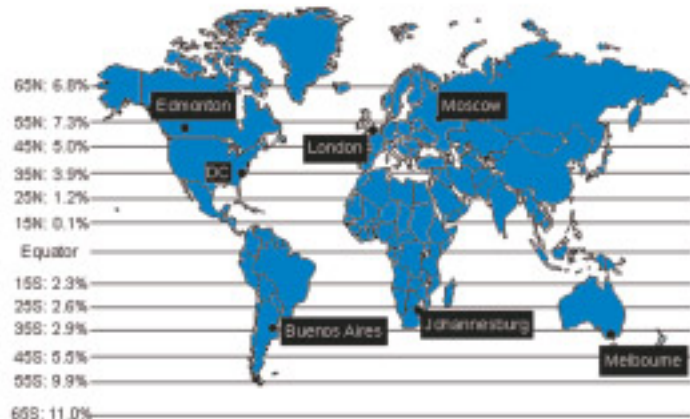 65N: 6.8%
Edmonton
Moscow
55N: 7.3%
London
45N: 5.0%
DC
35N: 3.9%
25N: 1.2%
15N: 0.1%
Equator
15S: 2.3%
25S: 2.6%
Johannesburg
35S: 2.9%
Buenos Aires
Melbourne
45S: 5.5%
55S: 9.9%
65S: 11.0%